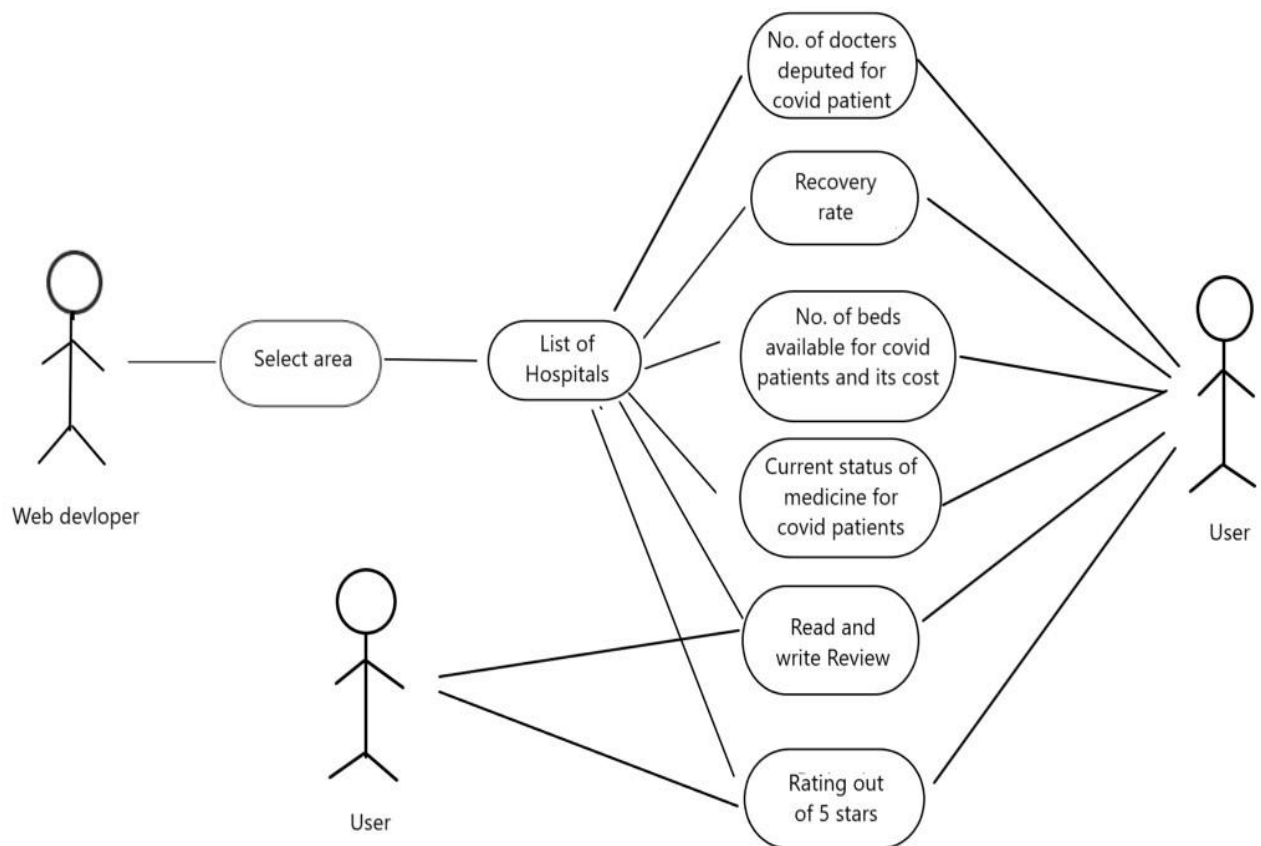 No. of docters
deputed for
covid patient
Recovery
rate
No. of beds
available for covid
patients and its cost
Select area
List of
Hospitals
Current status of
medicine for
covid patients
Web devloper
User
Read and
write Review
Rating out
of 5 stars
User